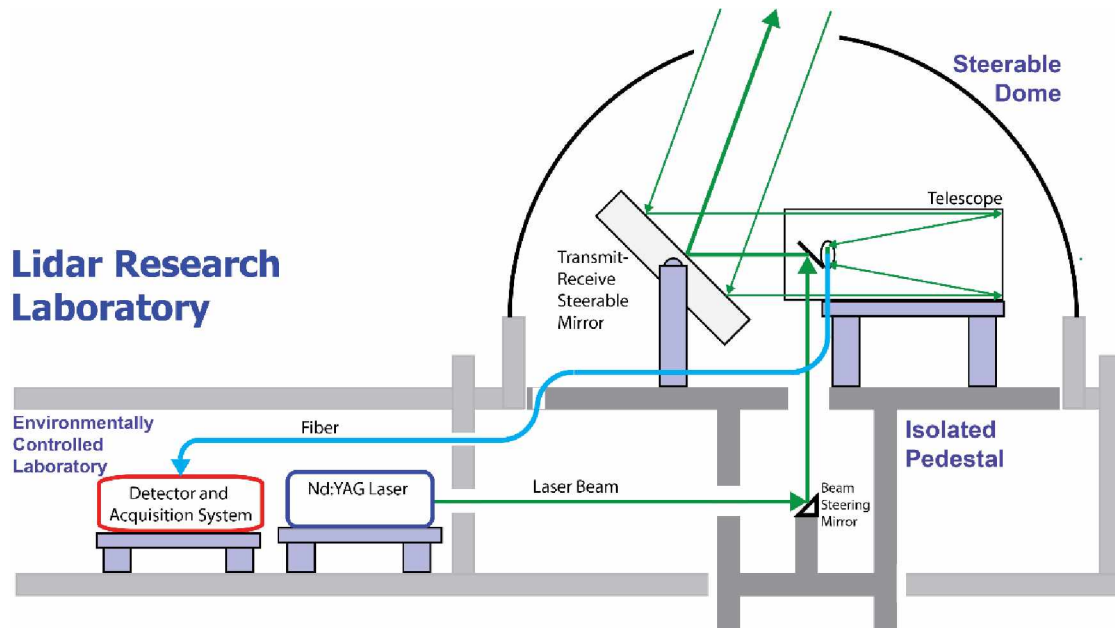 Steerable
Dome
Telescope
Lidar Research
Laboratory
Transmit-
Receive
Steerable
Mirror
Environmentally
Controlled
Laboratory
Fiber
Isolated
Pedestal
Detector and
Acquisition System
Nd:YAG Laser
Laser Beam
Beam
Steering
Mirror